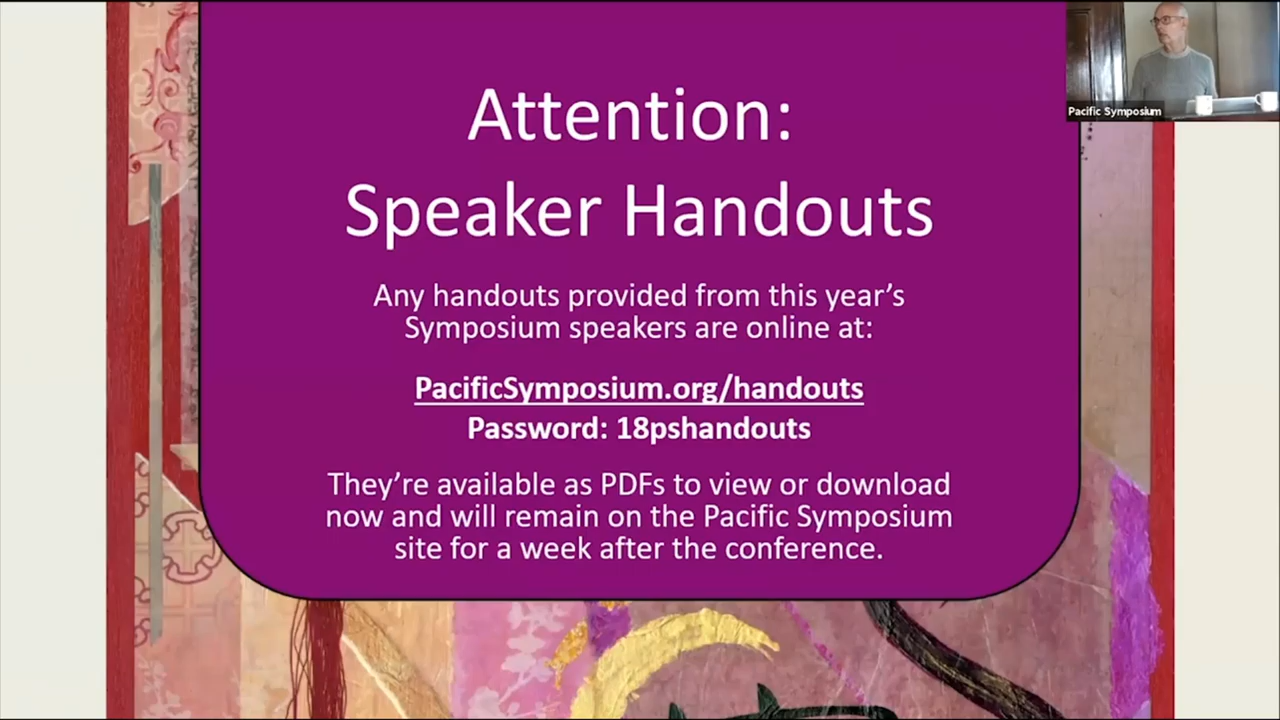 Attention:
Speaker Handouts
Any handouts provided from this year's
Symposium speakers are online at:
PacificSymposium.org/handouts
Password: 18pshandouts
They're available as PDFs to view or download
now and will remain on the Pacific Symposium
site for a week after the conference.
Pacific Symposium